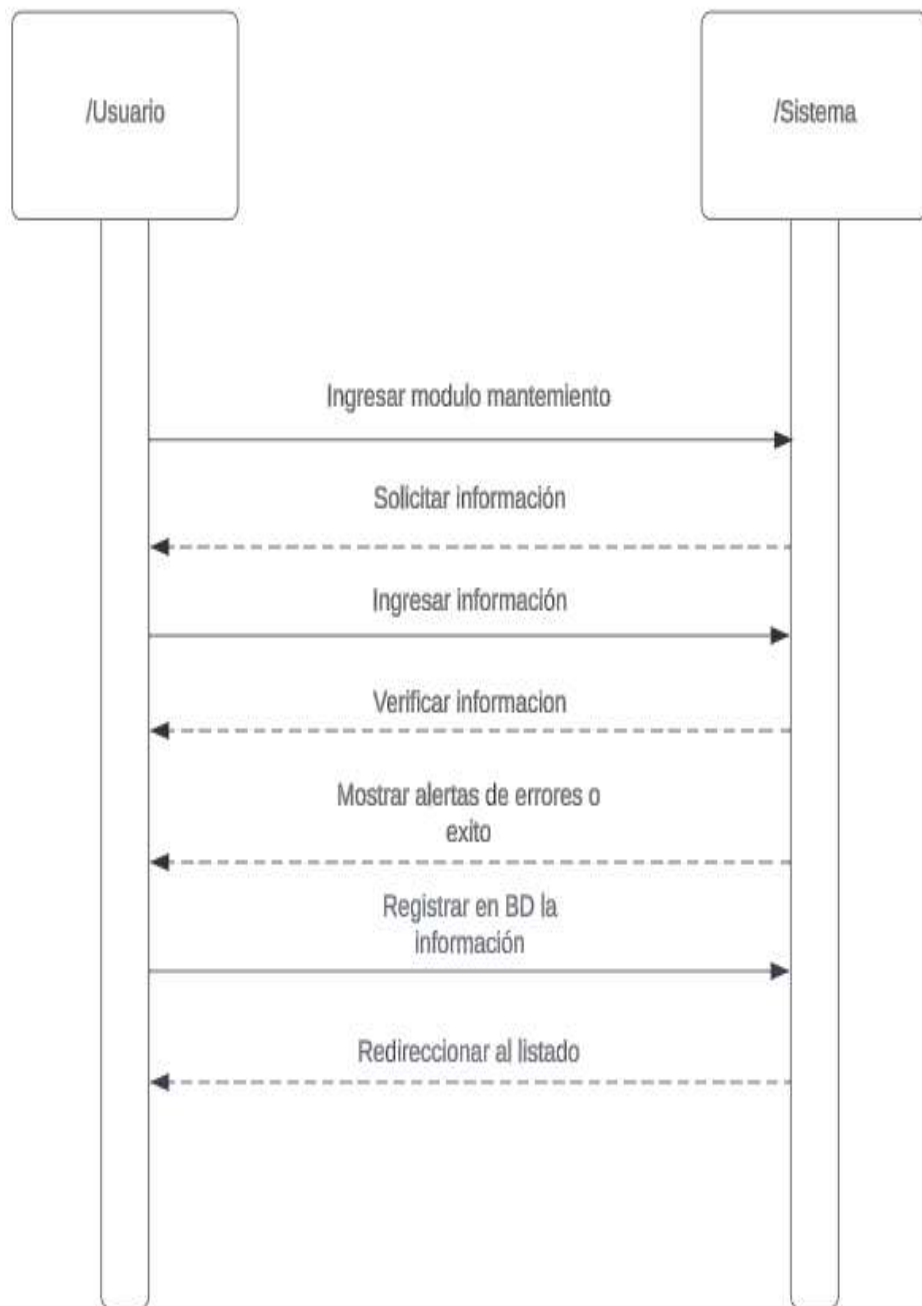 /Usuario
/Sistema
Ingresar modulo mantemiento
Solicitar información
Ingresar información
Verificar informacion
Mostrar alertas de errores o
exito
Registrar en BD la
información
Redireccionar al listado